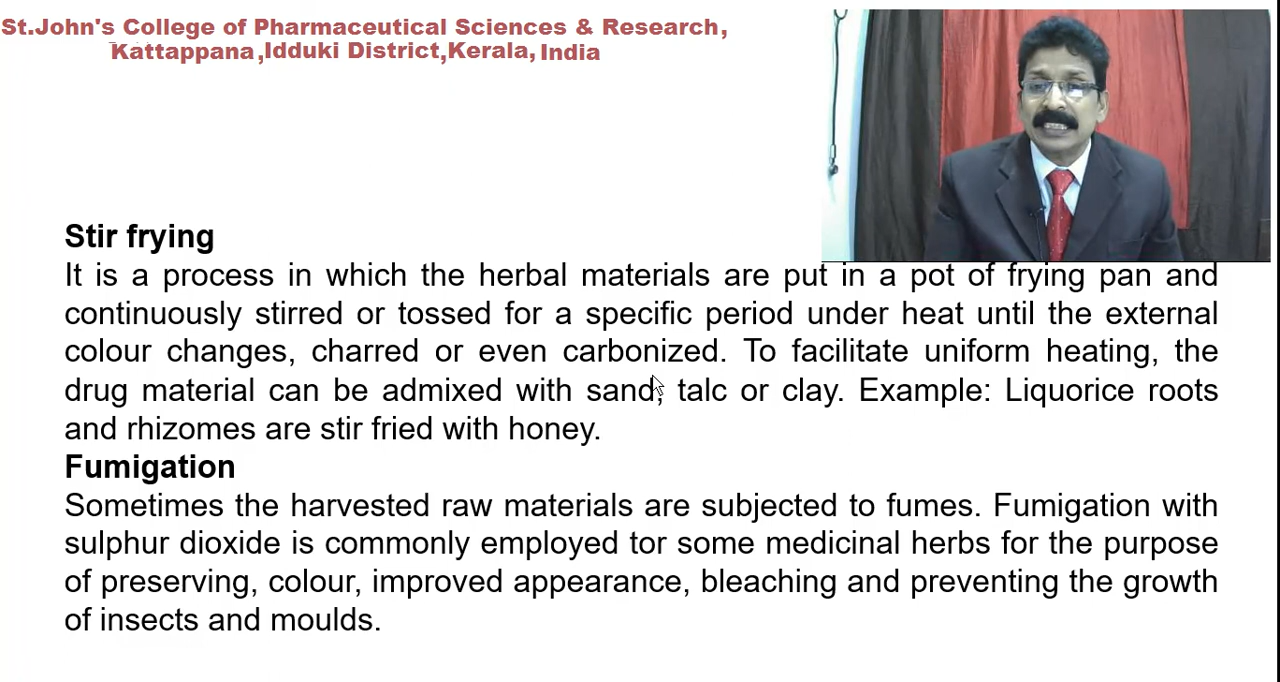 St.John's College of Pharmaceutical Sciences & Research,
Kattappana,Idduki District,Kerala, India
Stir frying
It is a process in which the herbal materials are put in a pot of frying pan and
continuously stirred or tossed for a specific period under heat until the external
colour changes, charred or even carbonized. To facilitate uniform heating, the
drug material can be admixed with sand, talc or clay. Example: Liquorice roots
and rhizomes are stir fried with honey.
Fumigation
Sometimes the harvested raw materials are subjected to fumes. Fumigation with
sulphur dioxide is commonly employed tor some medicinal herbs for the purpose
of preserving, colour, improved appearance, bleaching and preventing the growth
of insects and moulds.